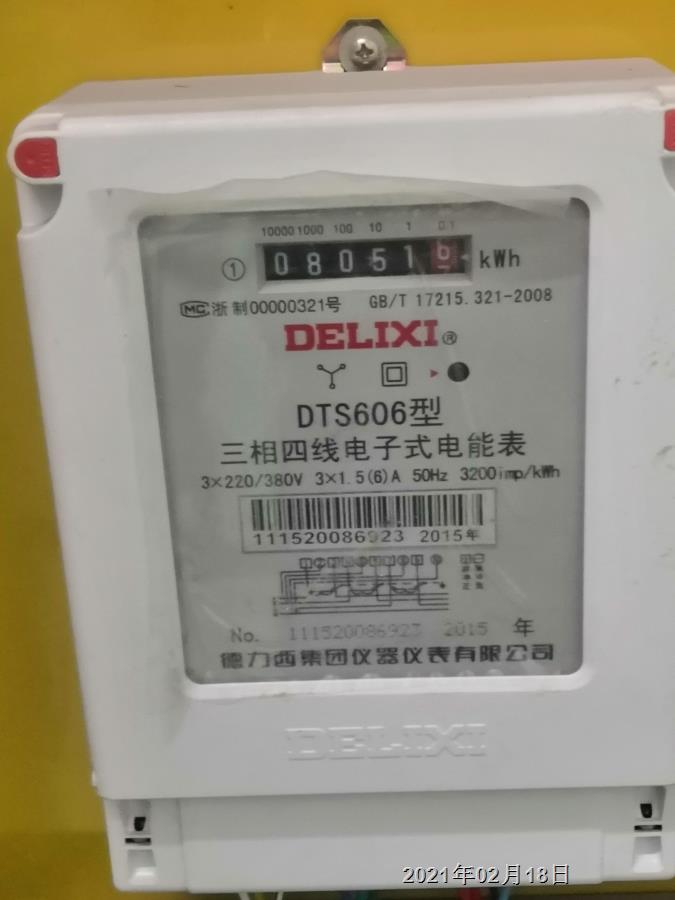 10000 1000 100 10 1 0.1
① 0 8 0 5 1 6 kWh
MC 浙制00000321号 GB/T 17215.321-2008
DELIXI®
DTS606型
三相四线电子式电能表
3×220/380V 3×1.5(6)A 50Hz 3200imp/kWh
111520086923 2015年
No. 111520086923 2015 年
德力西集团仪器仪表有限公司
DELIXI
2021年02月18日